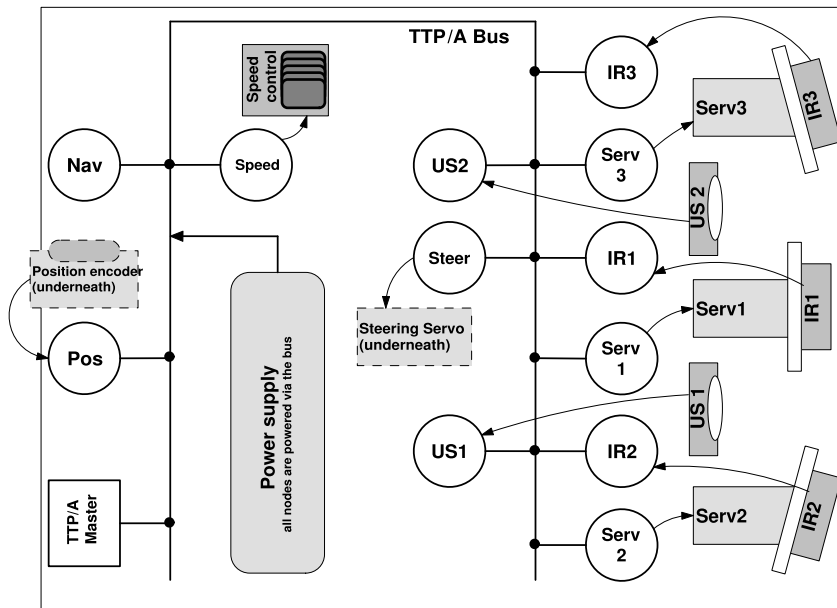 TTP/A Bus
IR3
Speed
control
Serv3
IR3
Nav
Speed
US2
Serv
3
US 2
Position encoder
(underneath)
Steer
IR1
Steering Servo
(underneath)
Serv1
IR1
Pos
Power supply
all nodes are powered via the bus
Serv
1
US 1
US1
IR2
TTP/A
Master
Serv
2
Serv2
IR2